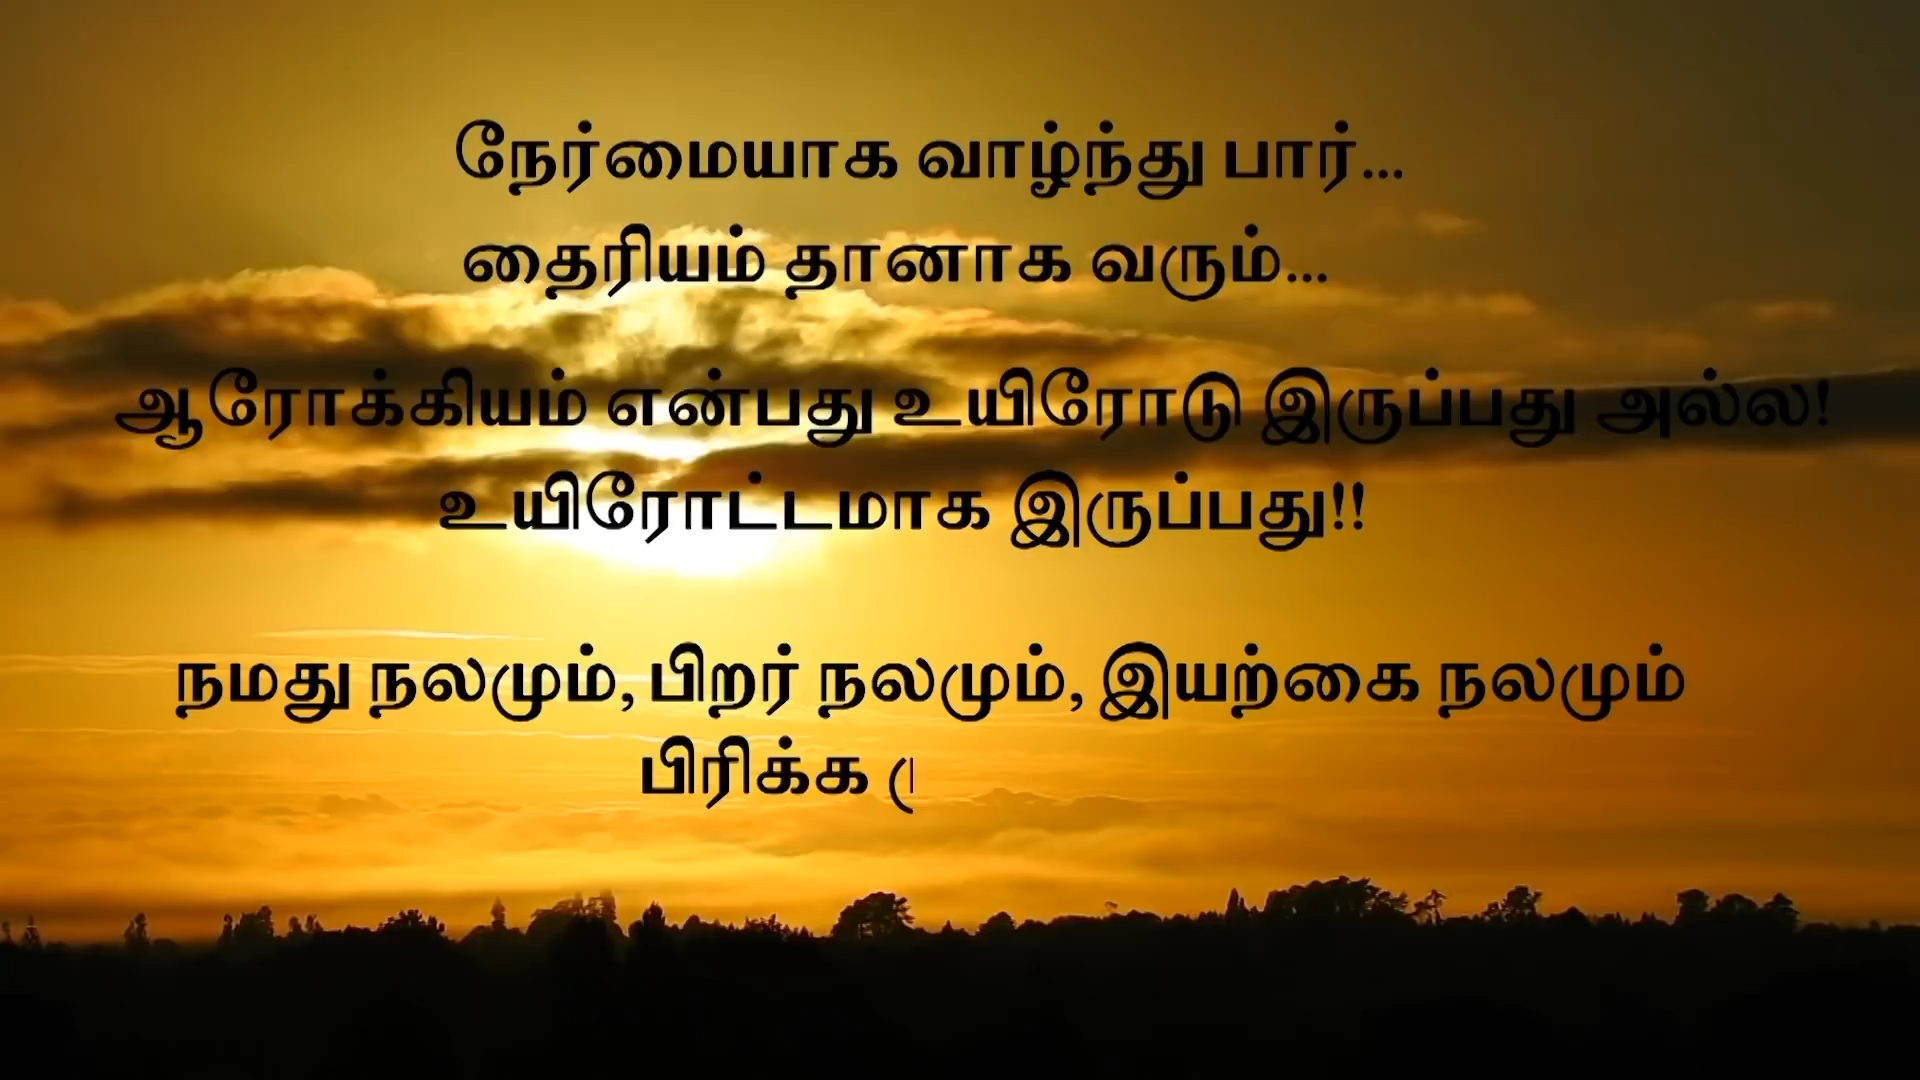 நேர்மையாக வாழ்ந்து பார்...
தைரியம் தானாக வரும்...
ஆரோக்கியம் என்பது உயிரோடு இருப்பது அல்ல!
உயிரோட்டமாக இருப்பது!!
நமது நலமும், பிறர் நலமும், இயற்கை நலமும்
பிரிக்க